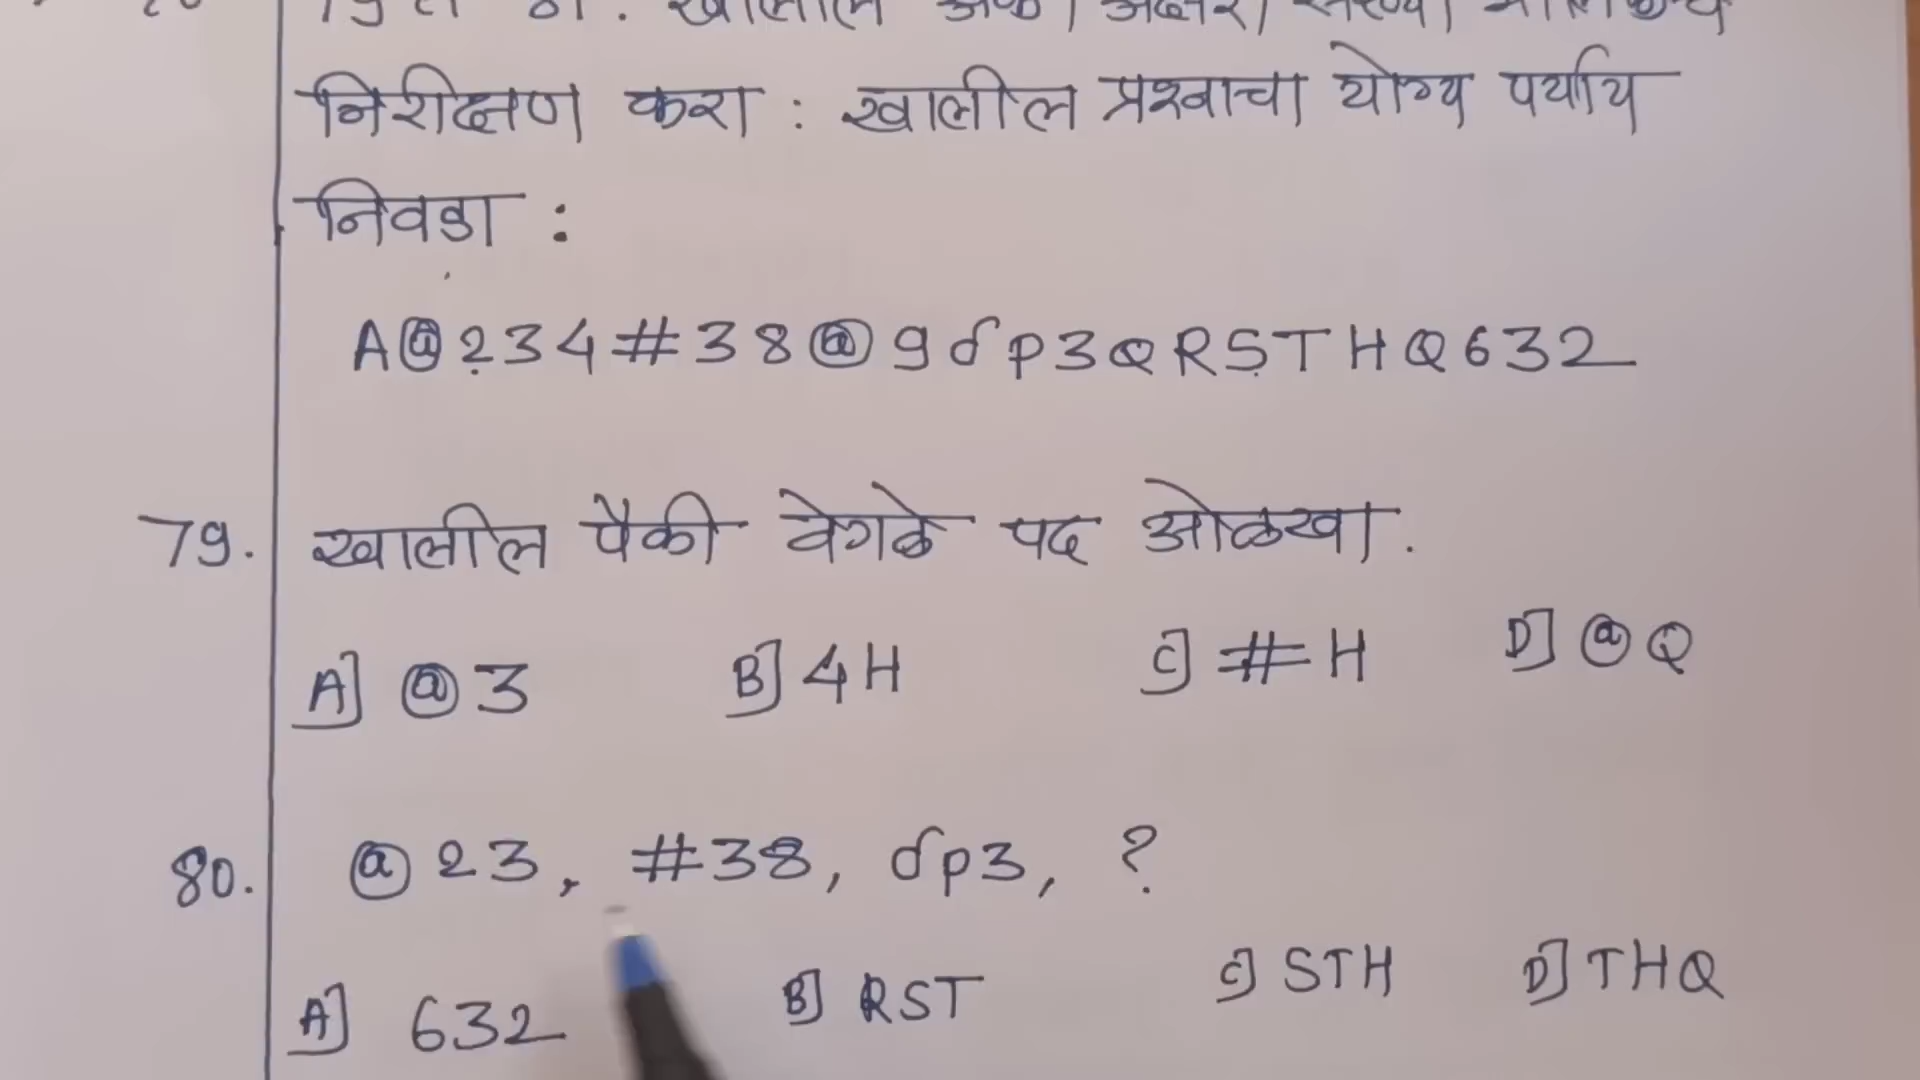 निरीक्षण करा : खालील प्रश्नाचा योग्य पर्याय
निवडा :
A@234#38@9δp3QRSTHQ632
79. खालील पैकी वेगळे पद ओळखा.
A] @3 B] 4H C] #H D] @Q
80. @23, #38, δp3, ?
A] 632 B] RST C] STH D] THQ